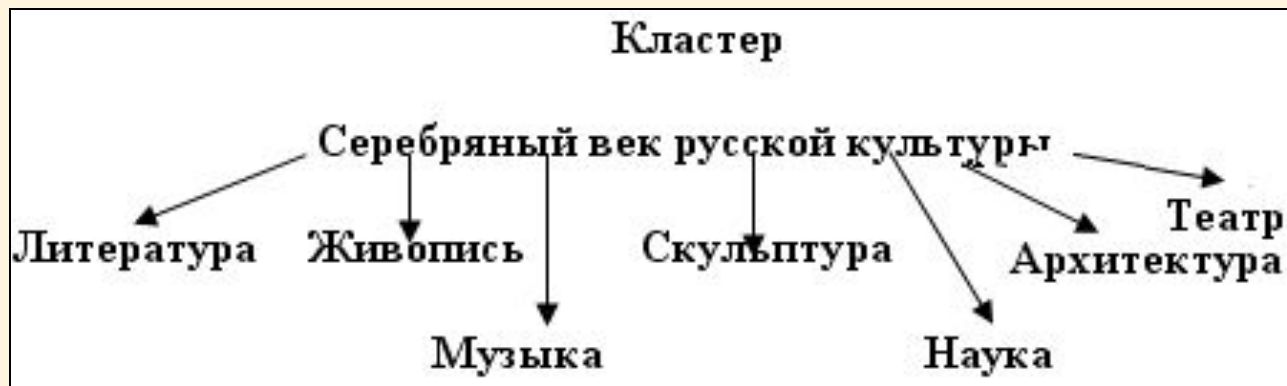 Кластер
Серебряный век русской культуры
Театр
Литература Живопись Скульптура
Архитектура
Музыка Наука